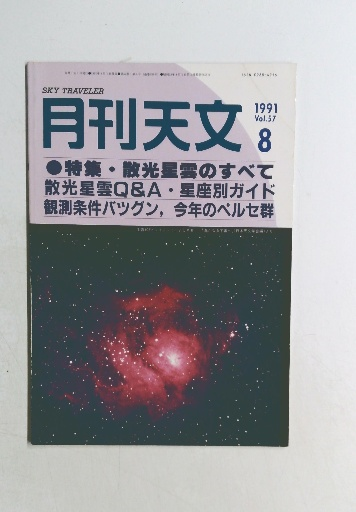 SKY TRAVELER
月刊天文
1991
Vol.57
8
●特集・散光星雲のすべて
散光星雲Q&A・星座別ガイド
観測条件バツグン，今年のペルセ群